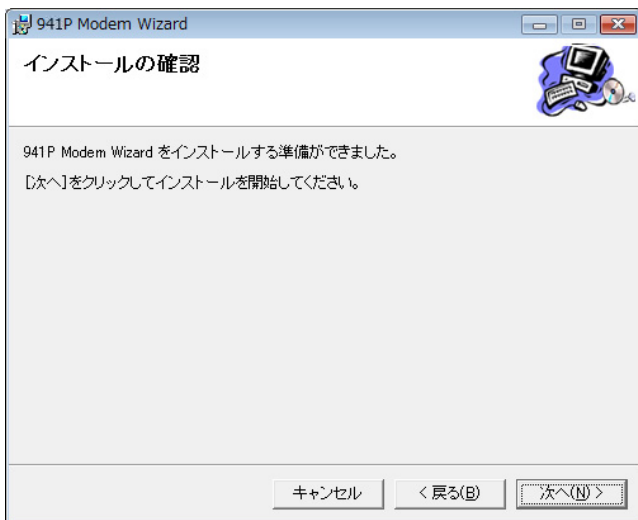 941P Modem Wizard
インストールの確認
941P Modem Wizard をインストールする準備ができました。
[次へ]をクリックしてインストールを開始してください。
キャンセル
< 戻る(B)
次へ(N) >